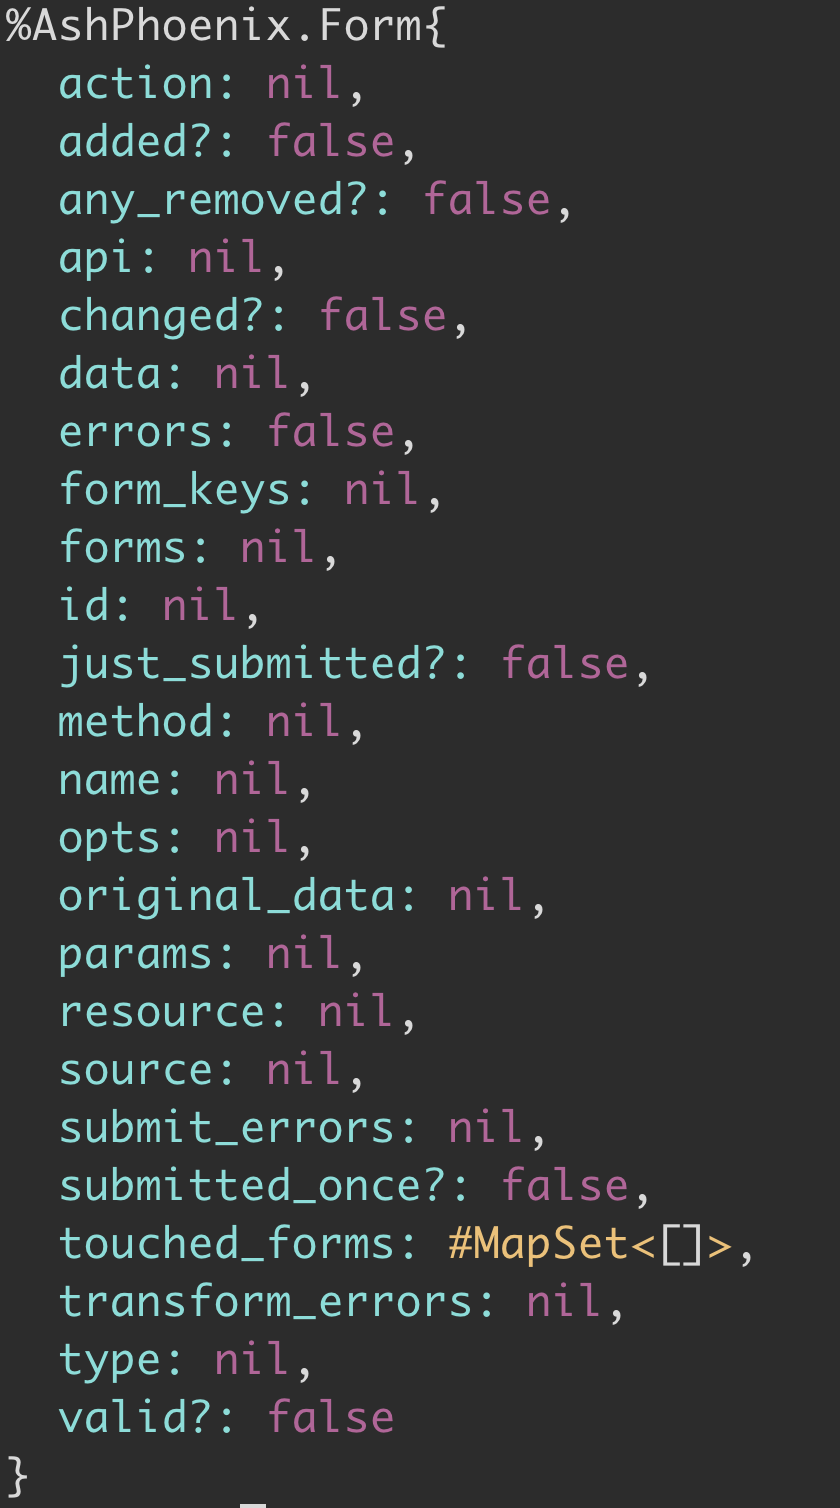 %AshPhoenix.Form{
  action: nil,
  added?: false,
  any_removed?: false,
  api: nil,
  changed?: false,
  data: nil,
  errors: false,
  form_keys: nil,
  forms: nil,
  id: nil,
  just_submitted?: false,
  method: nil,
  name: nil,
  opts: nil,
  original_data: nil,
  params: nil,
  resource: nil,
  source: nil,
  submit_errors: nil,
  submitted_once?: false,
  touched_forms: #MapSet<[]>,
  transform_errors: nil,
  type: nil,
  valid?: false
}